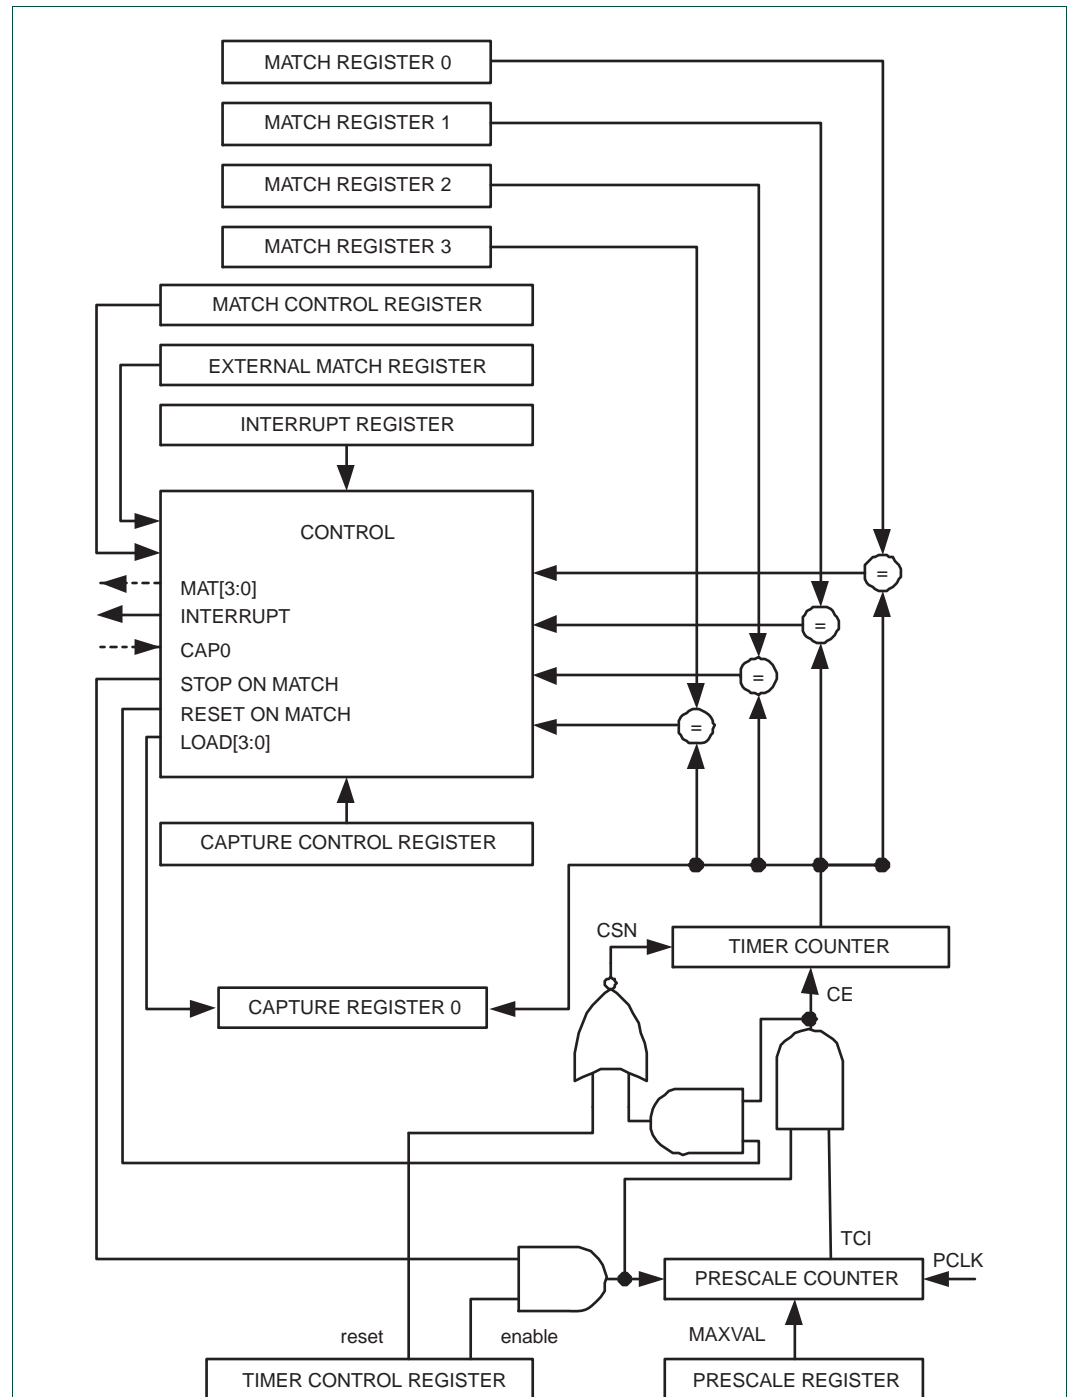 MATCH REGISTER 0
MATCH REGISTER 1
MATCH REGISTER 2
MATCH REGISTER 3
MATCH CONTROL REGISTER
EXTERNAL MATCH REGISTER
INTERRUPT REGISTER
CONTROL
=
=
=
=
MAT[3:0]
INTERRUPT
CAP0
STOP ON MATCH
RESET ON MATCH
LOAD[3:0]
CAPTURE CONTROL REGISTER
CSN
TIMER COUNTER
CE
CAPTURE REGISTER 0
TCI
PCLK
PRESCALE COUNTER
reset
enable
MAXVAL
TIMER CONTROL REGISTER
PRESCALE REGISTER